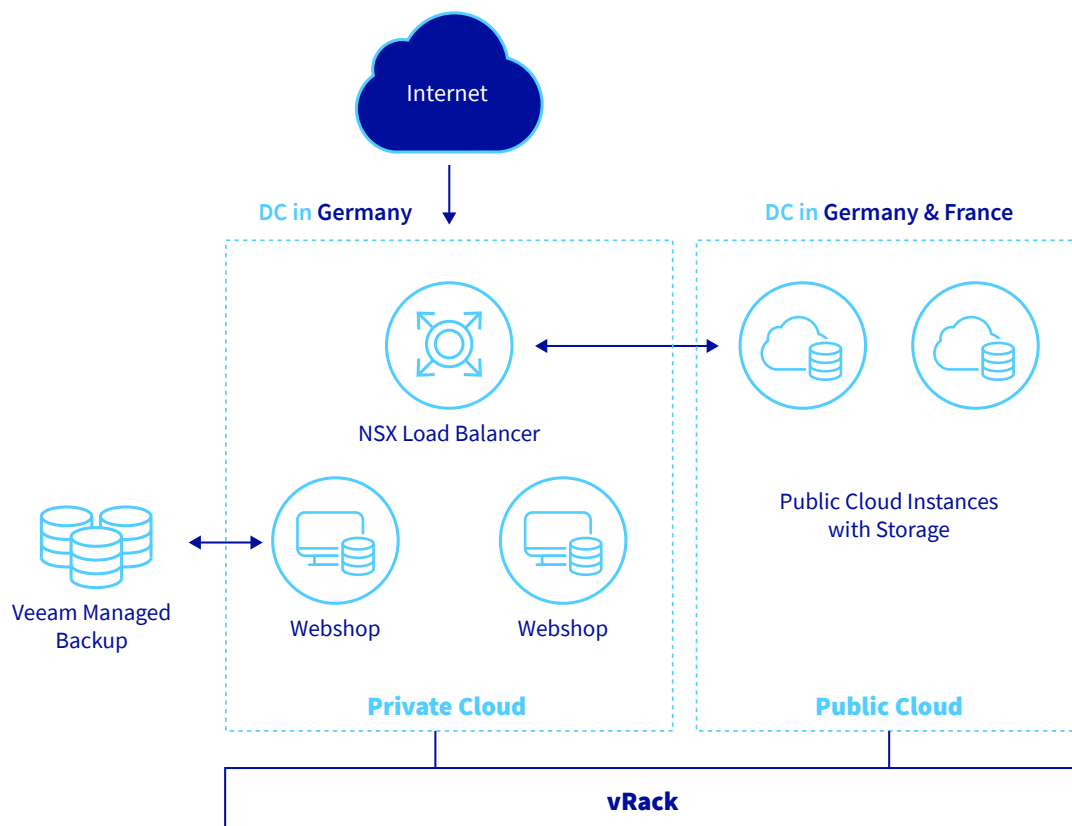 Internet
DC in Germany
DC in Germany & France
NSX Load Balancer
Public Cloud Instances
with Storage
Veeam Managed
Backup
Webshop
Webshop
Private Cloud
Public Cloud
vRack